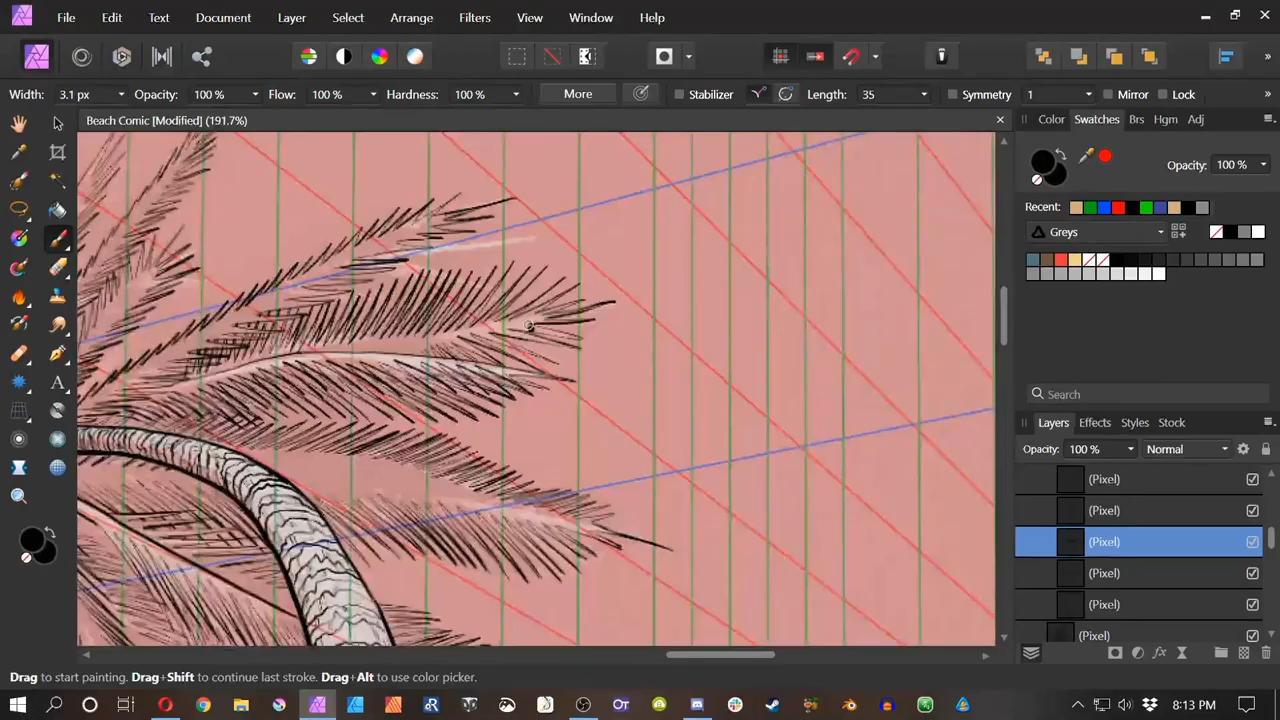 File Edit Text Document Layer Select Arrange Filters View Window Help
Width: 3.1 px Opacity: 100 % Flow: 100 % Hardness: 100 % More Stabilizer Length: 35 Symmetry 1 Mirror Lock
Beach Comic [Modified] (191.7%)
Color Swatches Brs Hgm Adj
Opacity: 100 %
Recent:
Greys
Search
Layers Effects Styles Stock
Opacity: 100 % Normal
(Pixel)
(Pixel)
(Pixel)
(Pixel)
(Pixel)
(Pixel)
Drag to start painting. Drag+Shift to continue last stroke. Drag+Alt to use color picker.
8:13 PM